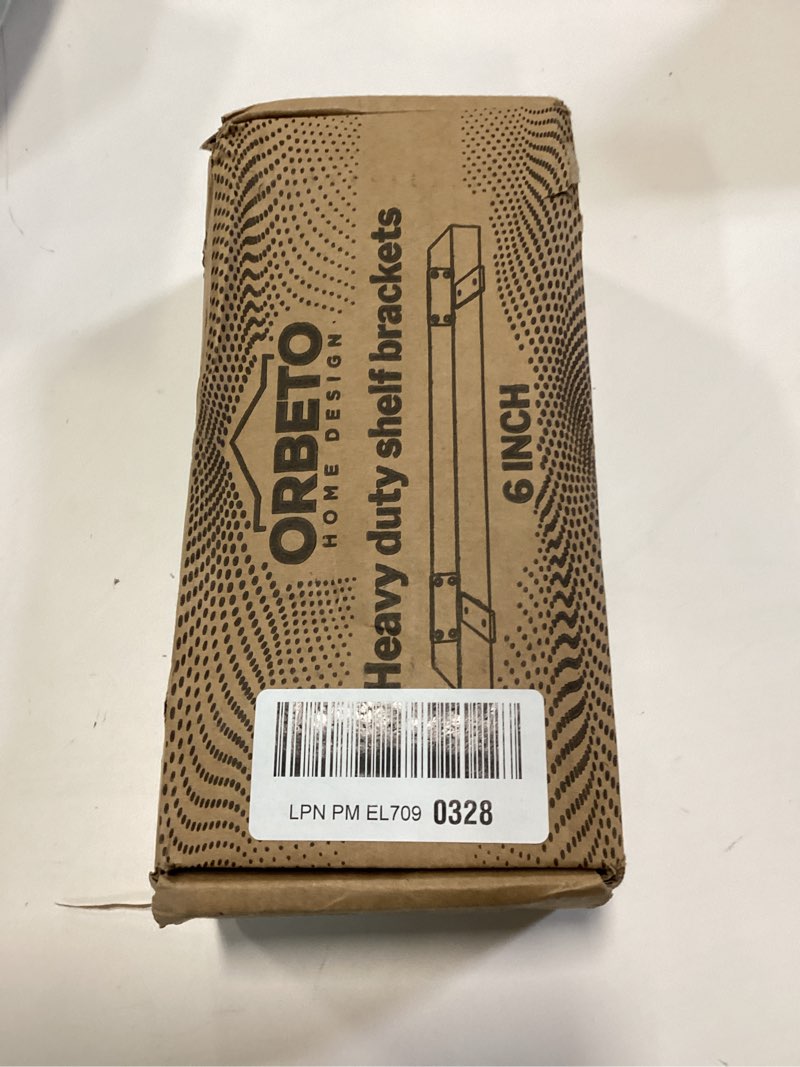 ORBETO
HOME DESIGN
Heavy duty shelf brackets
6 INCH
LPN PM EL709 0328